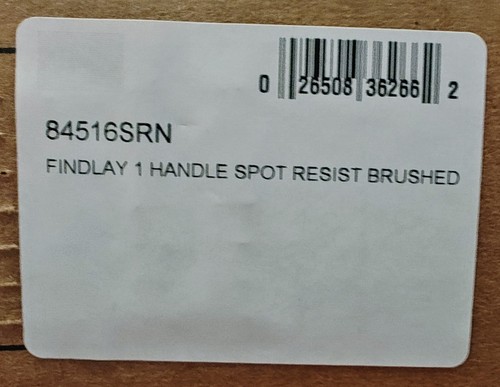 0 26508 36266 2
84516SRN
FINDLAY 1 HANDLE SPOT RESIST BRUSHED